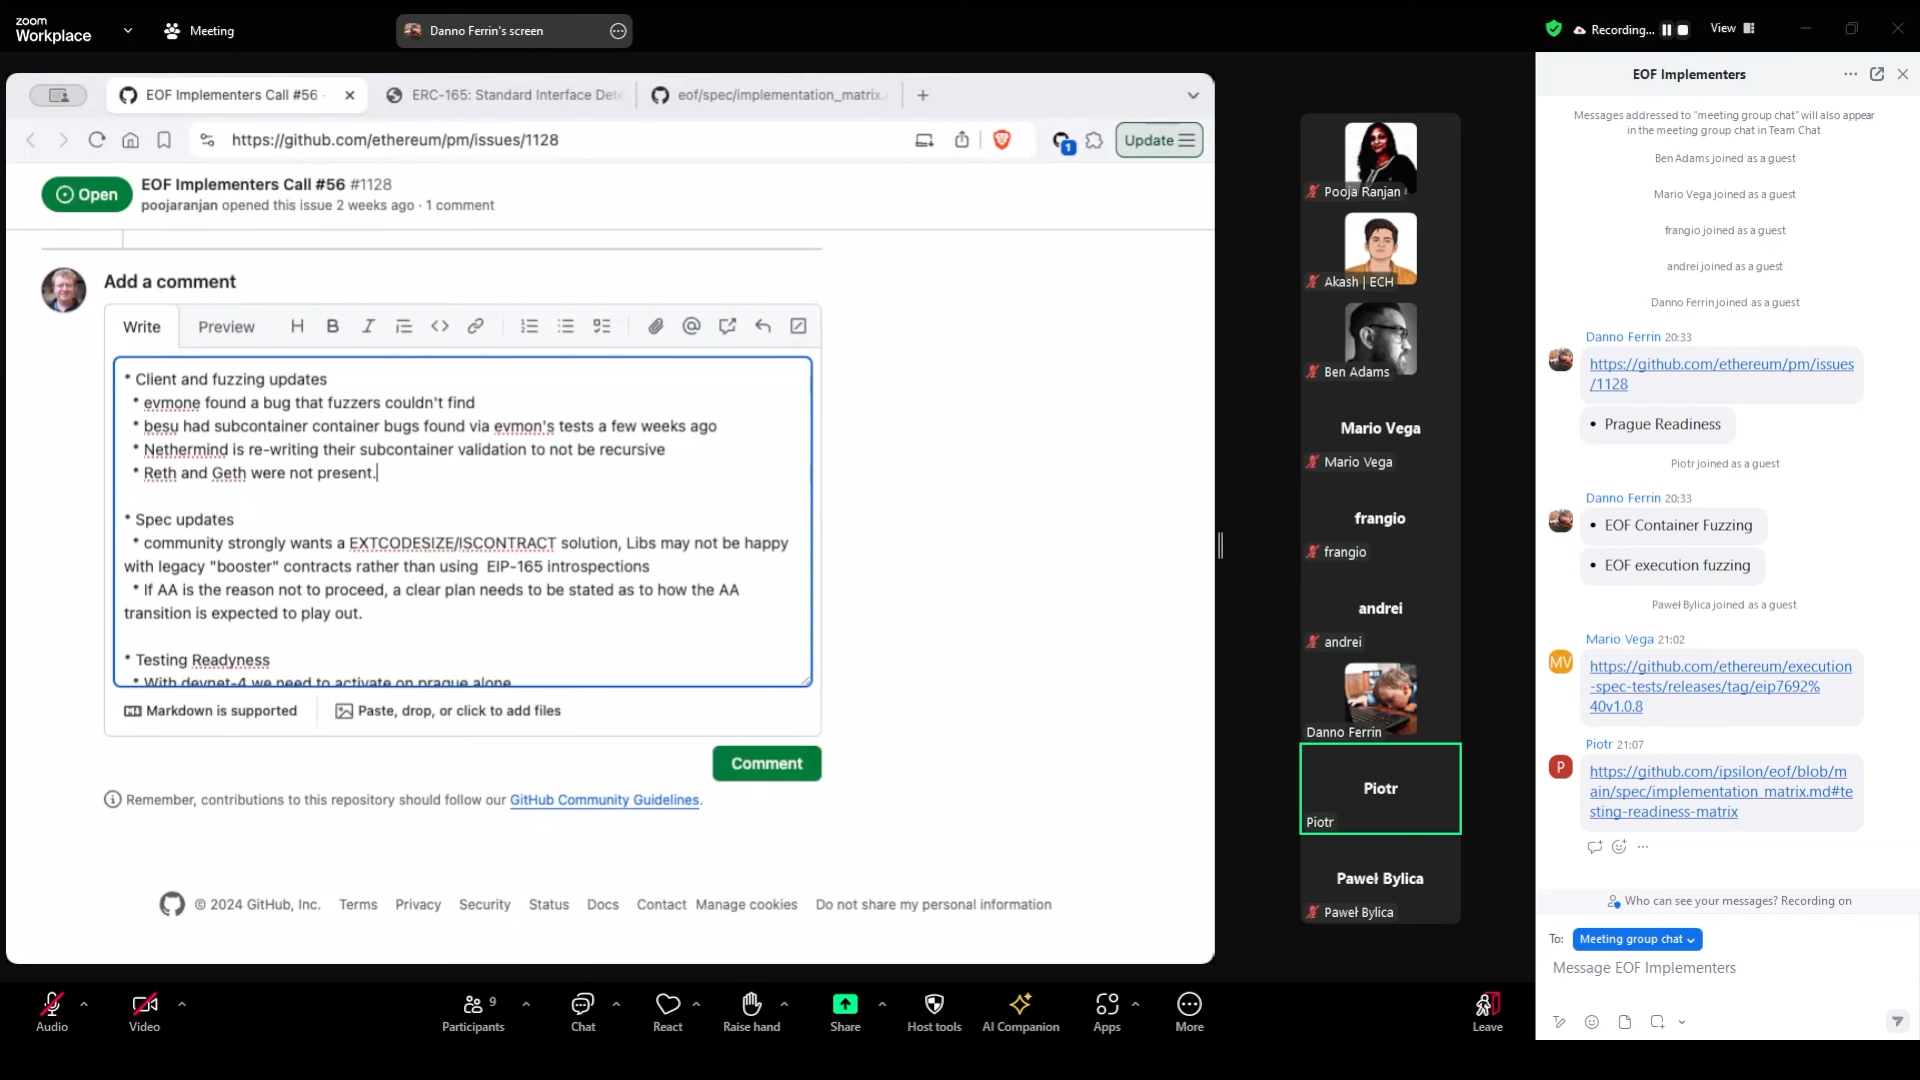 zoom
Workplace
Meeting
Danno Ferrin's screen
Recording...
View
EOF Implementers Call #56
ERC-165: Standard Interface Dete
eof/spec/implementation_matrix.
https://github.com/ethereum/pm/issues/1128
1
Update
Open
EOF Implementers Call #56 #1128
poojaranjan opened this issue 2 weeks ago · 1 comment
Add a comment
Write
Preview
* Client and fuzzing updates
* evmone found a bug that fuzzers couldn't find
* besu had subcontainer container bugs found via evmon's tests a few weeks ago
* Nethermind is re-writing their subcontainer validation to not be recursive
* Reth and Geth were not present.
* Spec updates
* community strongly wants a EXTCODESIZE/ISCONTRACT solution, Libs may not be happy
with legacy "booster" contracts rather than using EIP-165 introspections
* If AA is the reason not to proceed, a clear plan needs to be stated as to how the AA
transition is expected to play out.
* Testing Readyness
* With devnet-4 we need to activate on prague alone
Markdown is supported
Paste, drop, or click to add files
Comment
Remember, contributions to this repository should follow our GitHub Community Guidelines.
© 2024 GitHub, Inc.
Terms
Privacy
Security
Status
Docs
Contact
Manage cookies
Do not share my personal information
Pooja Ranjan
Akash | ECH
Ben Adams
Mario Vega
Mario Vega
frangio
frangio
andrei
andrei
Danno Ferrin
Piotr
Piotr
Paweł Bylica
Paweł Bylica
EOF Implementers
Messages addressed to "meeting group chat" will also appear
in the meeting group chat in Team Chat
Ben Adams joined as a guest
Mario Vega joined as a guest
frangio joined as a guest
andrei joined as a guest
Danno Ferrin joined as a guest
Danno Ferrin 20:33
https://github.com/ethereum/pm/issues
/1128
• Prague Readiness
Piotr joined as a guest
Danno Ferrin 20:33
• EOF Container Fuzzing
• EOF execution fuzzing
Paweł Bylica joined as a guest
Mario Vega 21:02
MV
https://github.com/ethereum/execution
-spec-tests/releases/tag/eip7692%
40v1.0.8
Piotr 21:07
P
https://github.com/ipsilon/eof/blob/m
ain/spec/implementation_matrix.md#te
sting-readiness-matrix
Who can see your messages? Recording on
To:
Meeting group chat
Message EOF Implementers
Audio
Video
9
Participants
Chat
React
Raise hand
Share
Host tools
AI Companion
Apps
More
Leave